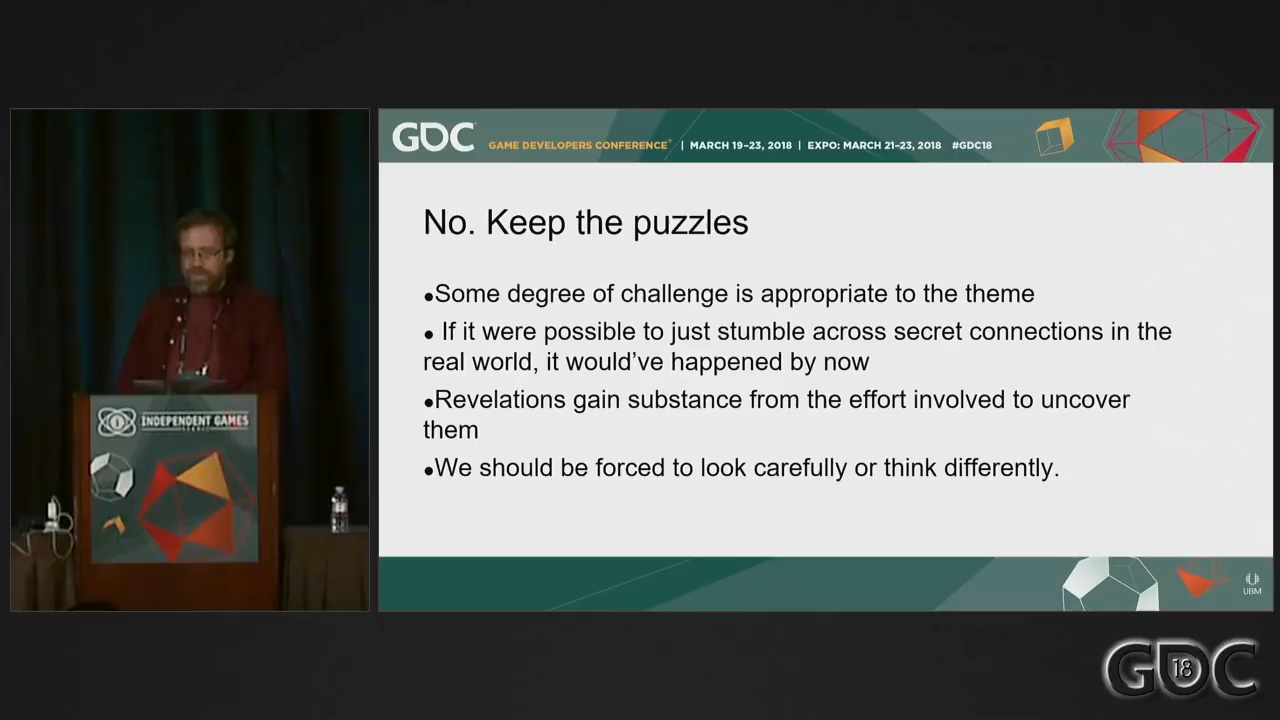 GDC
GAME DEVELOPERS CONFERENCE® | MARCH 19–23, 2018 | EXPO: MARCH 21–23, 2018 #GDC18
No. Keep the puzzles
●Some degree of challenge is appropriate to the theme
● If it were possible to just stumble across secret connections in the
real world, it would’ve happened by now
●Revelations gain substance from the effort involved to uncover
them
●We should be forced to look carefully or think differently.
INDEPENDENT GAMES
UBM
GDC
18